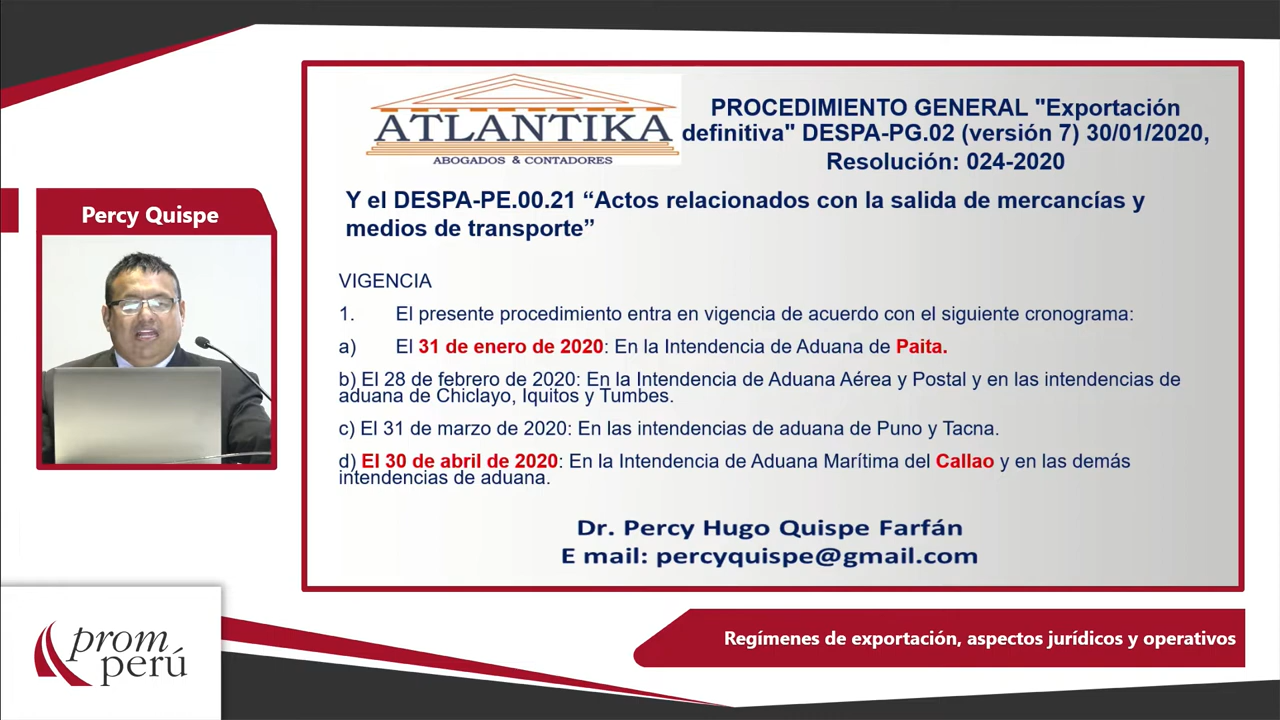 ATLANTIKA
ABOGADOS & CONTADORES
PROCEDIMIENTO GENERAL "Exportación
definitiva" DESPA-PG.02 (versión 7) 30/01/2020,
Resolución: 024-2020
Y el DESPA-PE.00.21 “Actos relacionados con la salida de mercancías y
medios de transporte”
Percy Quispe
VIGENCIA
1. El presente procedimiento entra en vigencia de acuerdo con el siguiente cronograma:
a) El 31 de enero de 2020: En la Intendencia de Aduana de Paita.
b) El 28 de febrero de 2020: En la Intendencia de Aduana Aérea y Postal y en las intendencias de
aduana de Chiclayo, Iquitos y Tumbes.
c) El 31 de marzo de 2020: En las intendencias de aduana de Puno y Tacna.
d) El 30 de abril de 2020: En la Intendencia de Aduana Marítima del Callao y en las demás
intendencias de aduana.
Dr. Percy Hugo Quispe Farfán
E mail: percyquispe@gmail.com
prom
perú
Regímenes de exportación, aspectos jurídicos y operativos